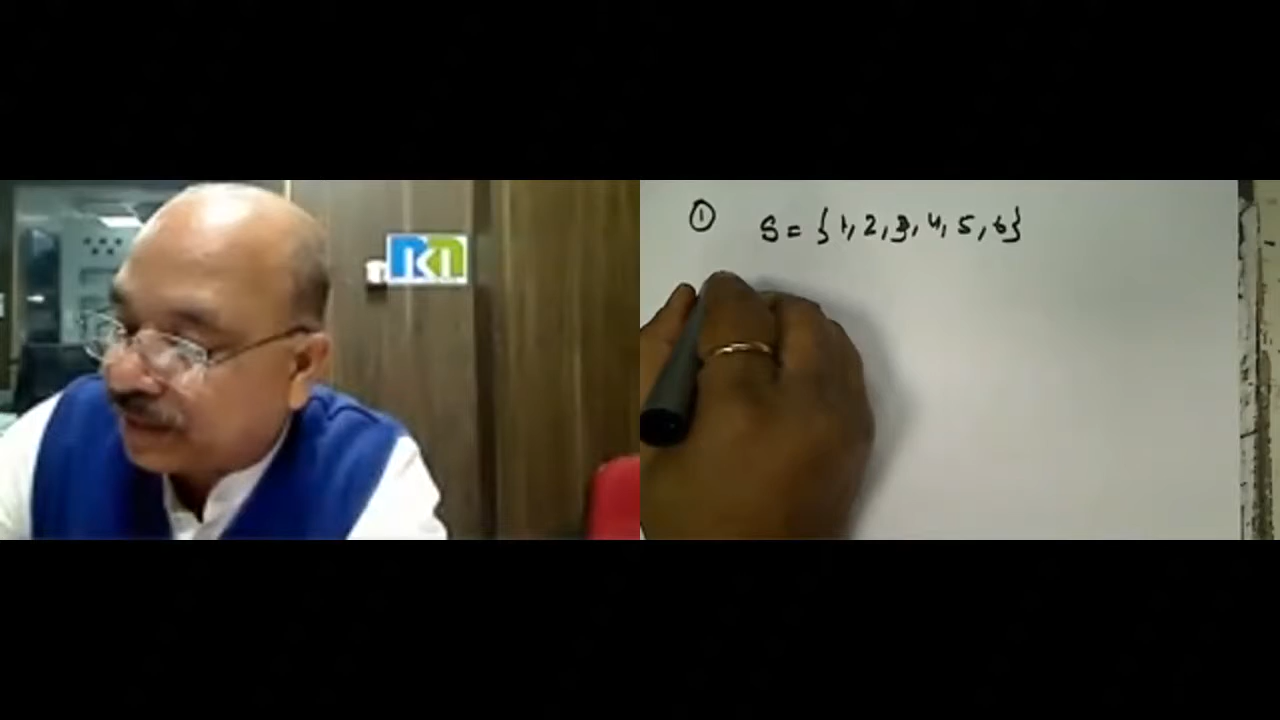 ① S = {1, 2, 3, 4, 5, 6}